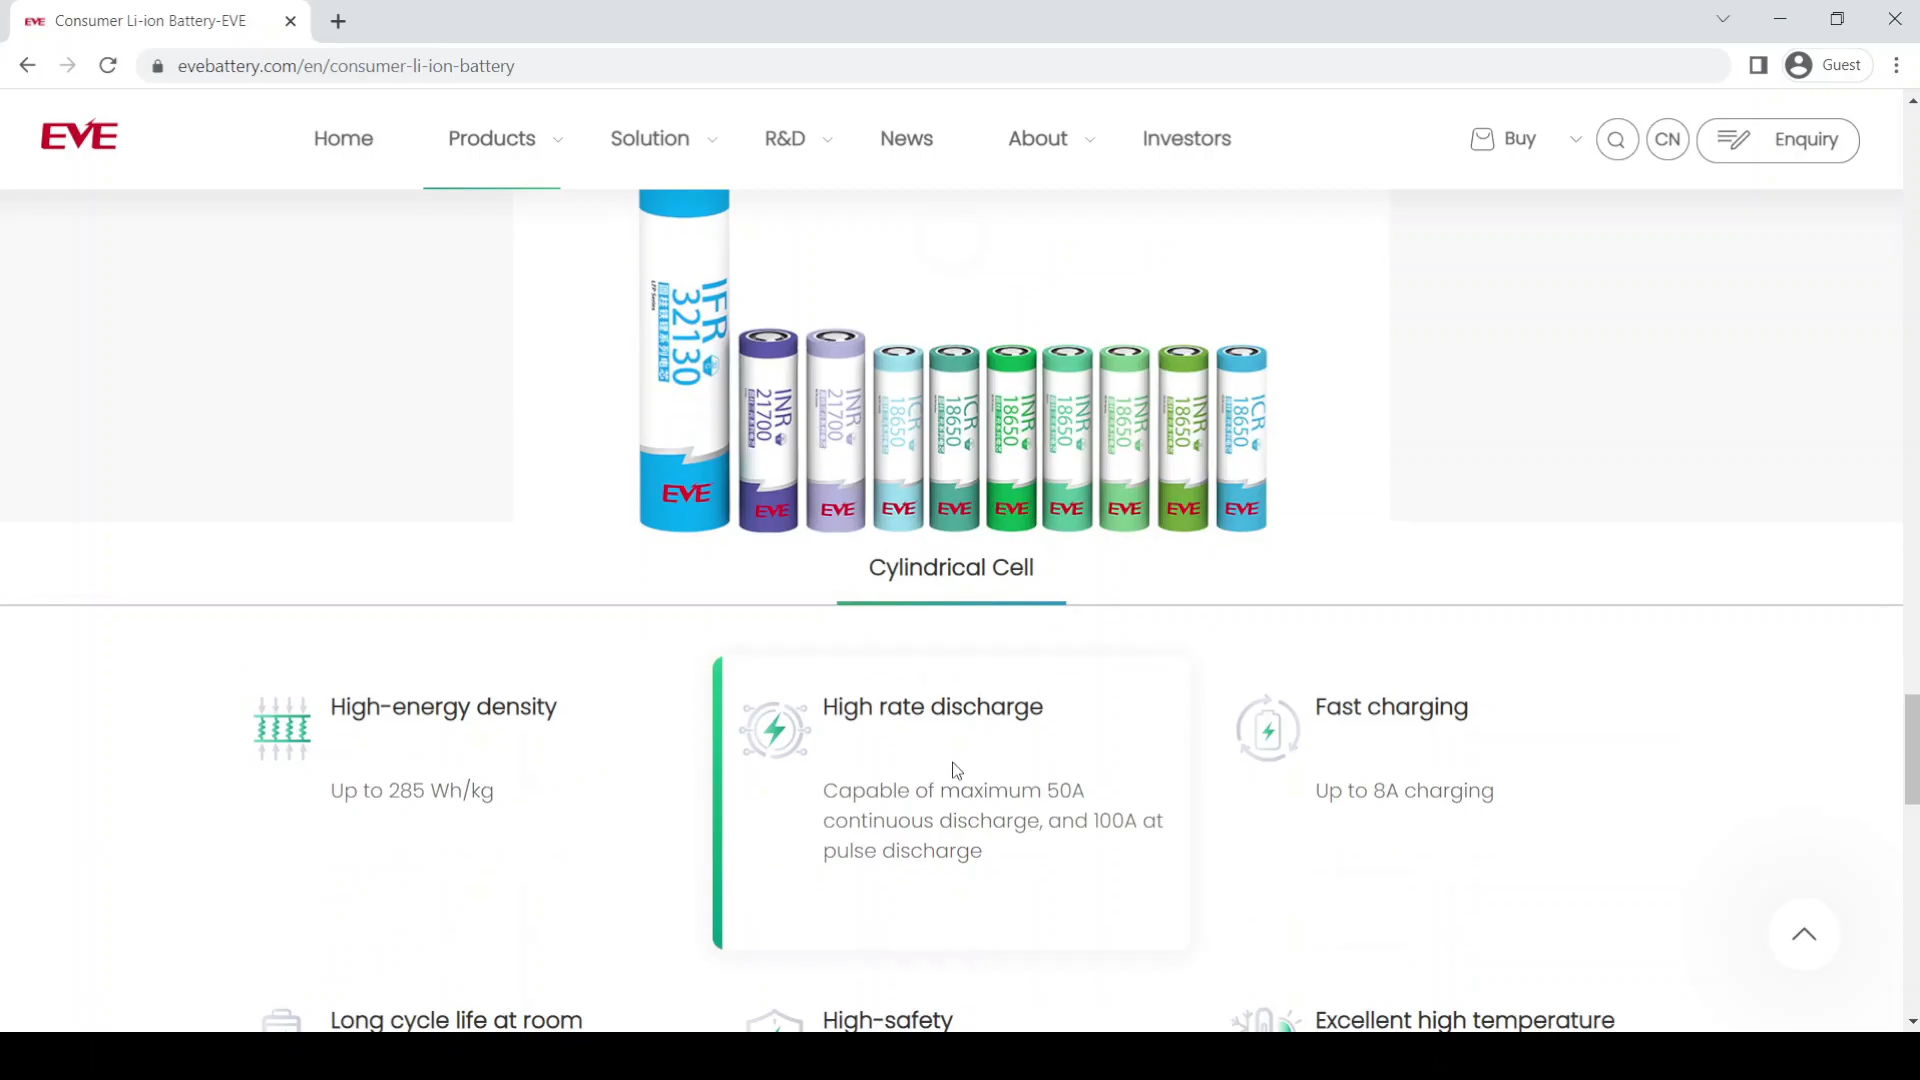 EVE Consumer Li-ion Battery-EVE
evebattery.com/en/consumer-li-ion-battery
Guest
EVE
Home
Products
Solution
R&D
News
About
Investors
Buy
CN
Enquiry
IFR
32130
EVE
INR
21700
EVE
INR
21700
EVE
ICR
18650
EVE
ICR
18650
EVE
INR
18650
EVE
INR
18650
EVE
INR
18650
EVE
INR
18650
EVE
ICR
18650
EVE
Cylindrical Cell
High-energy density
Up to 285 Wh/kg
High rate discharge
Capable of maximum 50A
continuous discharge, and 100A at
pulse discharge
Fast charging
Up to 8A charging
Long cycle life at room
High-safety
Excellent high temperature